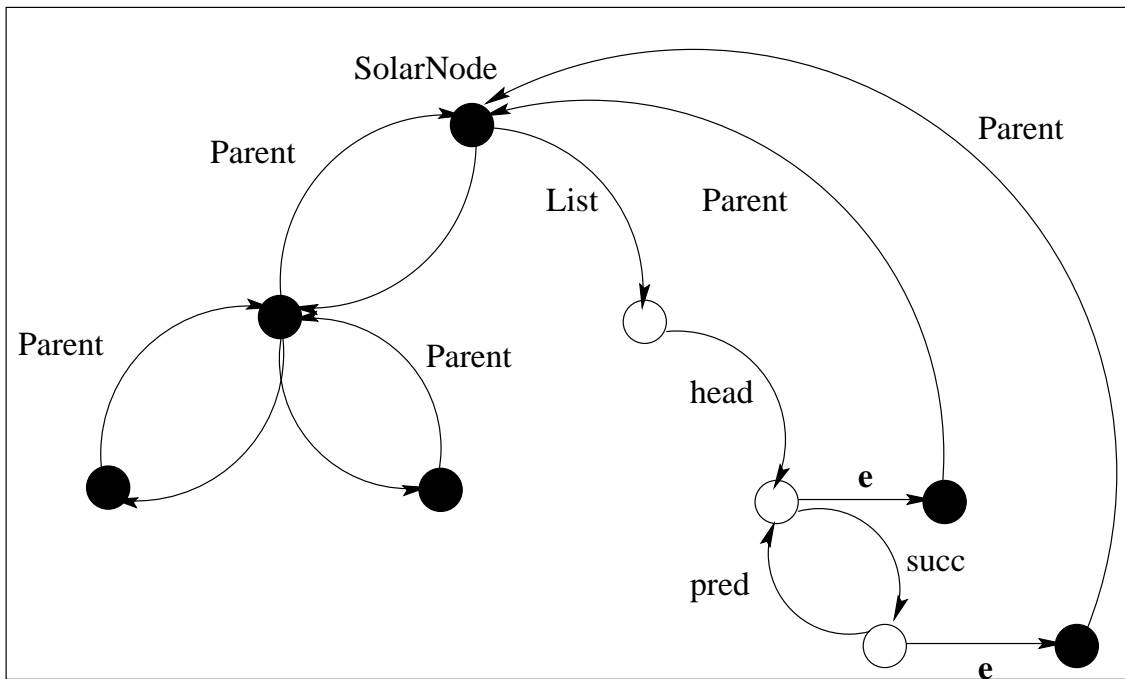 SolarNode
Parent
Parent
List
Parent
Parent
Parent
head
e
succ
pred
e